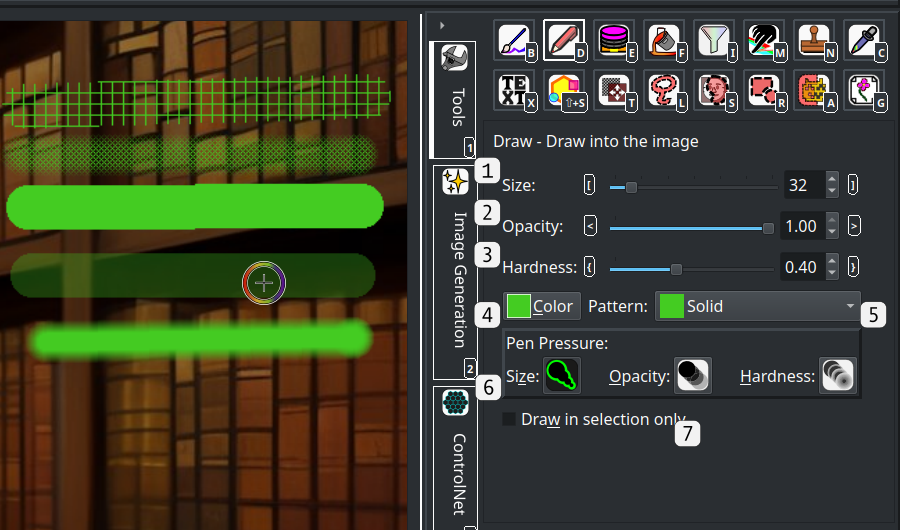 B D E F I M N C
TEXT X ⇧+S T L S R A G
Tools
1
Image Generation
2
ControlNet
Draw - Draw into the image
1
Size: [ 32 ]
2
Opacity: < 1.00 >
3
Hardness: { 0.40 }
4
Color Pattern: Solid
5
Pen Pressure:
6
Size: Opacity: Hardness:
Draw in selection only
7